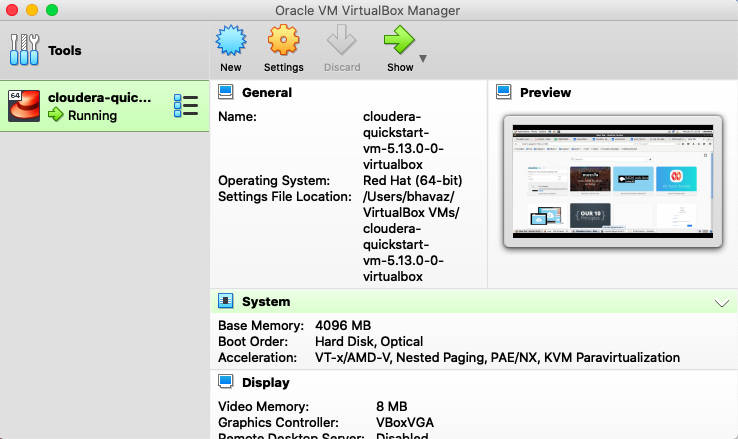 Oracle VM VirtualBox Manager
Tools
New
Settings
Discard
Show
64
cloudera-quic...
Running
General
Name:
cloudera-
quickstart-
vm-5.13.0-0-
virtualbox
Operating System: Red Hat (64-bit)
Settings File Location: /Users/bhavaz/
VirtualBox VMs/
cloudera-
quickstart-
vm-5.13.0-0-
virtualbox
Preview
OUR 10
System
Base Memory: 4096 MB
Boot Order: Hard Disk, Optical
Acceleration: VT-x/AMD-V, Nested Paging, PAE/NX, KVM Paravirtualization
Display
Video Memory: 8 MB
Graphics Controller: VBoxVGA
Remote Desktop Server: Disabled